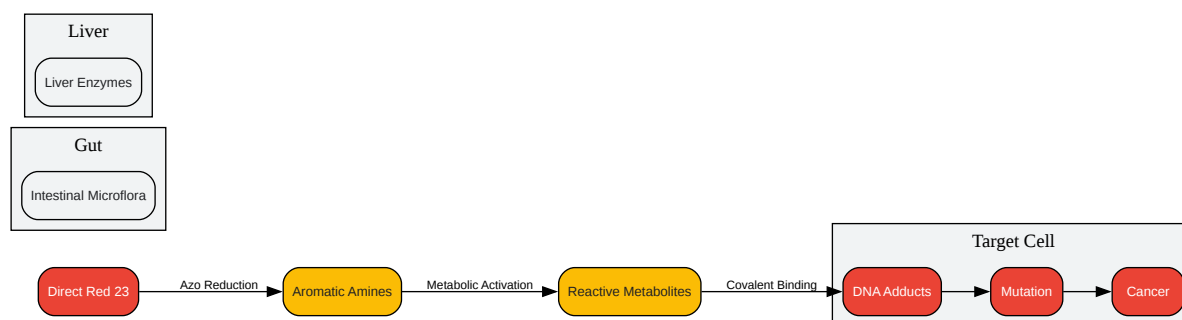 Liver
Liver Enzymes
Gut
Intestinal Microflora
Target Cell
Direct Red 23
Azo Reduction
Aromatic Amines
Metabolic Activation
Reactive Metabolites
Covalent Binding
DNA Adducts
Mutation
Cancer